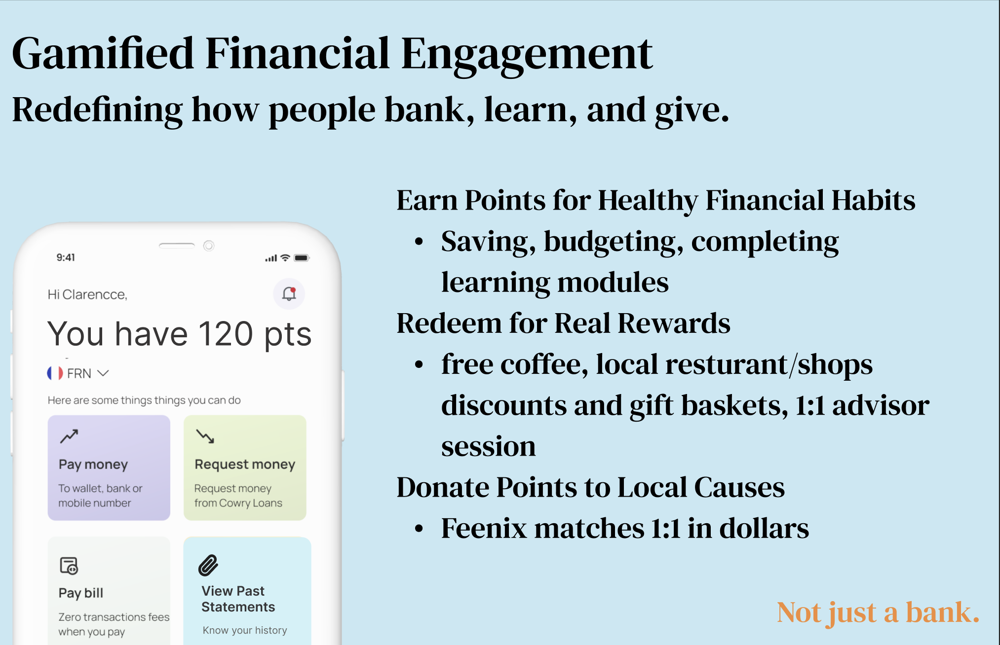 Gamified Financial Engagement
Redefining how people bank, learn, and give.
Earn Points for Healthy Financial Habits
• Saving, budgeting, completing
learning modules
Redeem for Real Rewards
• free coffee, local resturant/shops
discounts and gift baskets, 1:1 advisor
session
Donate Points to Local Causes
• Feenix matches 1:1 in dollars
9:41
Hi Clarencce,
You have 120 pts
FRN
Here are some things things you can do
Pay money
To wallet, bank or
mobile number
Request money
Request money
from Cowry Loans
Pay bill
Zero transactions fees
when you pay
View Past
Statements
Know your history
Not just a bank.